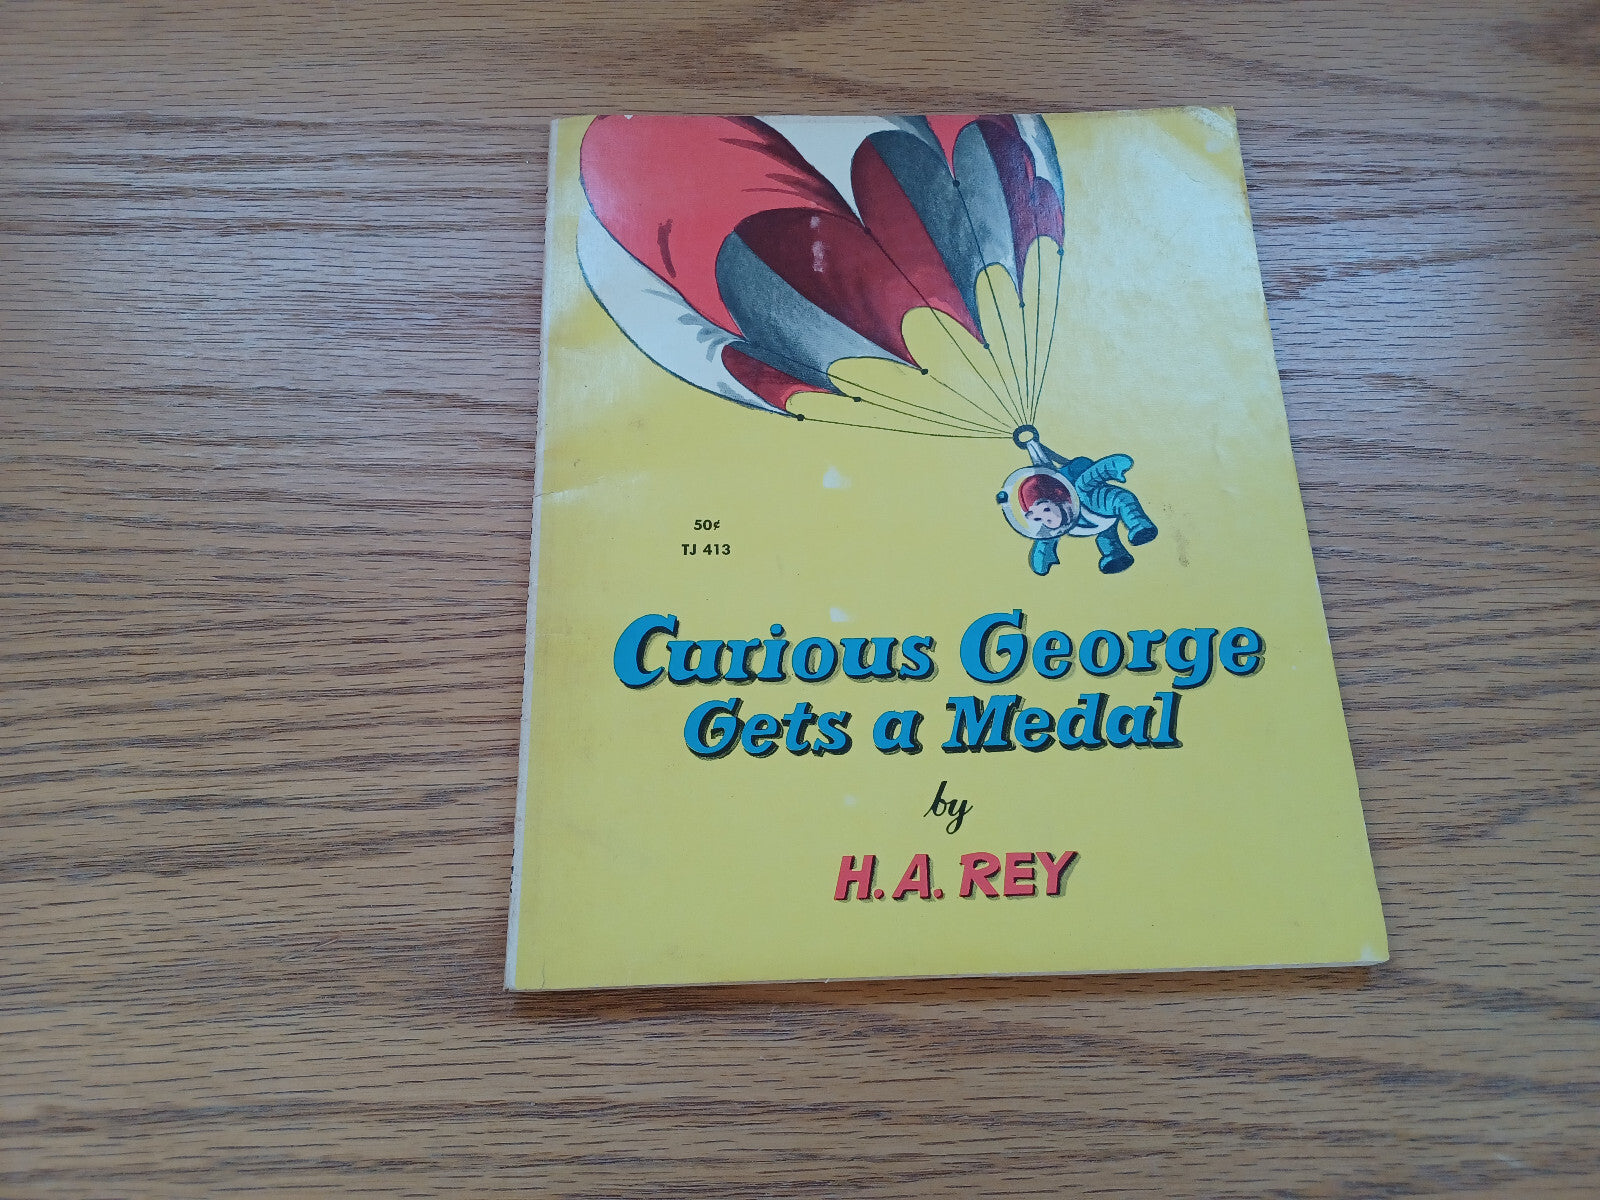 50¢
TJ 413
Curious George
Gets a Medal
by
H. A. REY